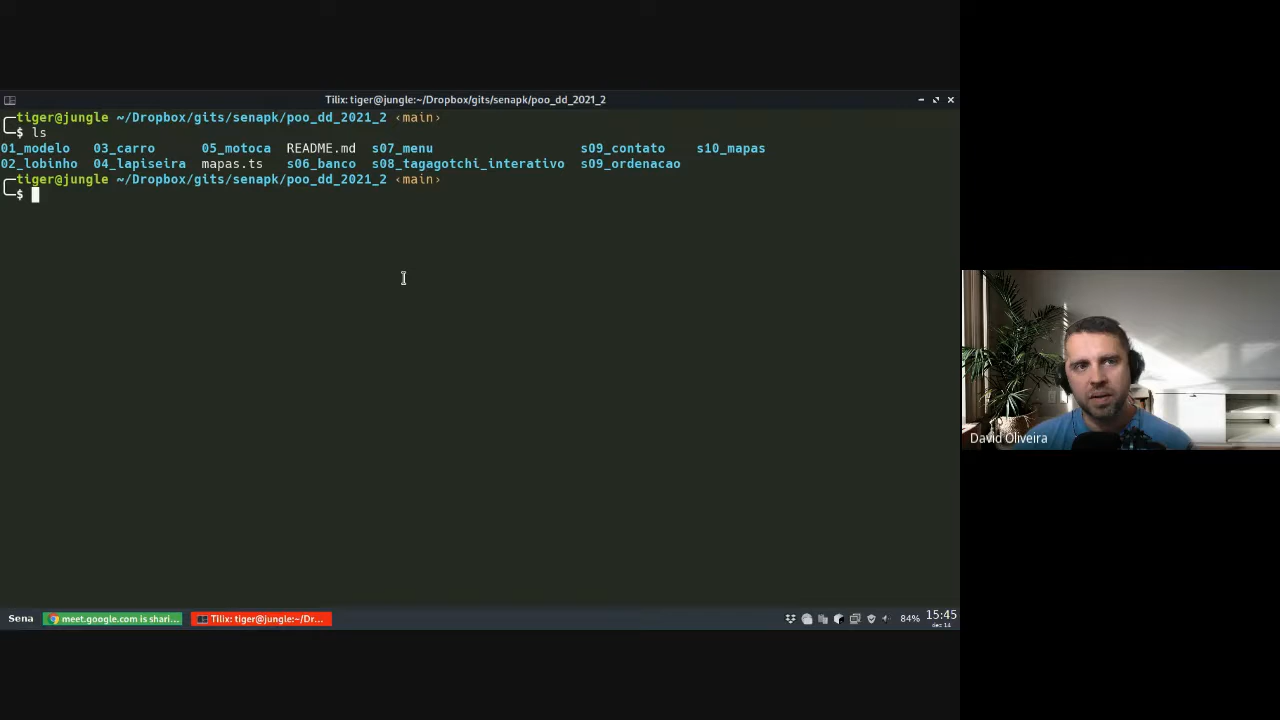 Tilix: tiger@jungle:~/Dropbox/gits/senapk/poo_dd_2021_2
tiger@jungle ~/Dropbox/gits/senapk/poo_dd_2021_2 ‹main›
$ ls
01_modelo 03_carro 05_motoca README.md s07_menu s09_contato s10_mapas
02_lobinho 04_lapiseira mapas.ts s06_banco s08_tagagotchi_interativo s09_ordenacao
tiger@jungle ~/Dropbox/gits/senapk/poo_dd_2021_2 ‹main›
$
David Oliveira
Sena meet.google.com is shari... Tilix: tiger@jungle:~/Dr... 84% 15:45
dez 14